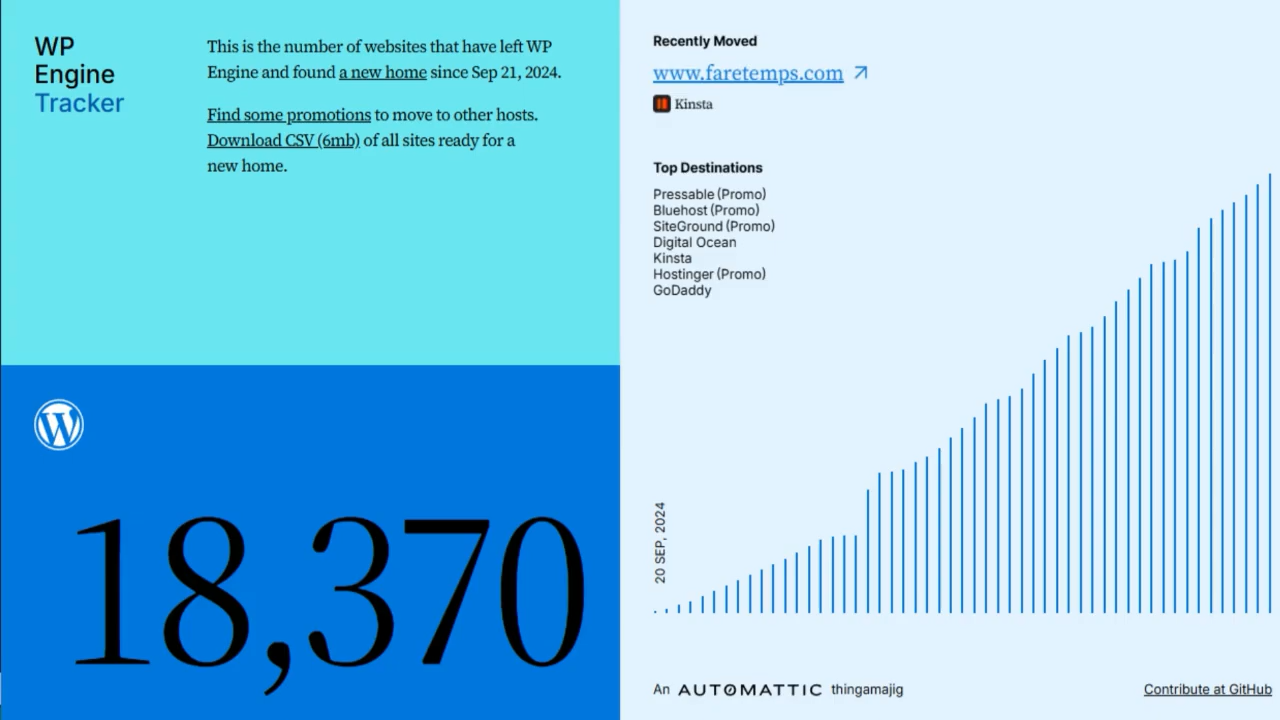 WP
Engine
Tracker
This is the number of websites that have left WP
Engine and found a new home since Sep 21, 2024.
Find some promotions to move to other hosts.
Download CSV (6mb) of all sites ready for a
new home.
18,370
Recently Moved
www.faretemps.com
Kinsta
Top Destinations
Pressable (Promo)
Bluehost (Promo)
SiteGround (Promo)
Digital Ocean
Kinsta
Hostinger (Promo)
GoDaddy
20 SEP, 2024
An AUTOMATTIC thingamajig
Contribute at GitHub